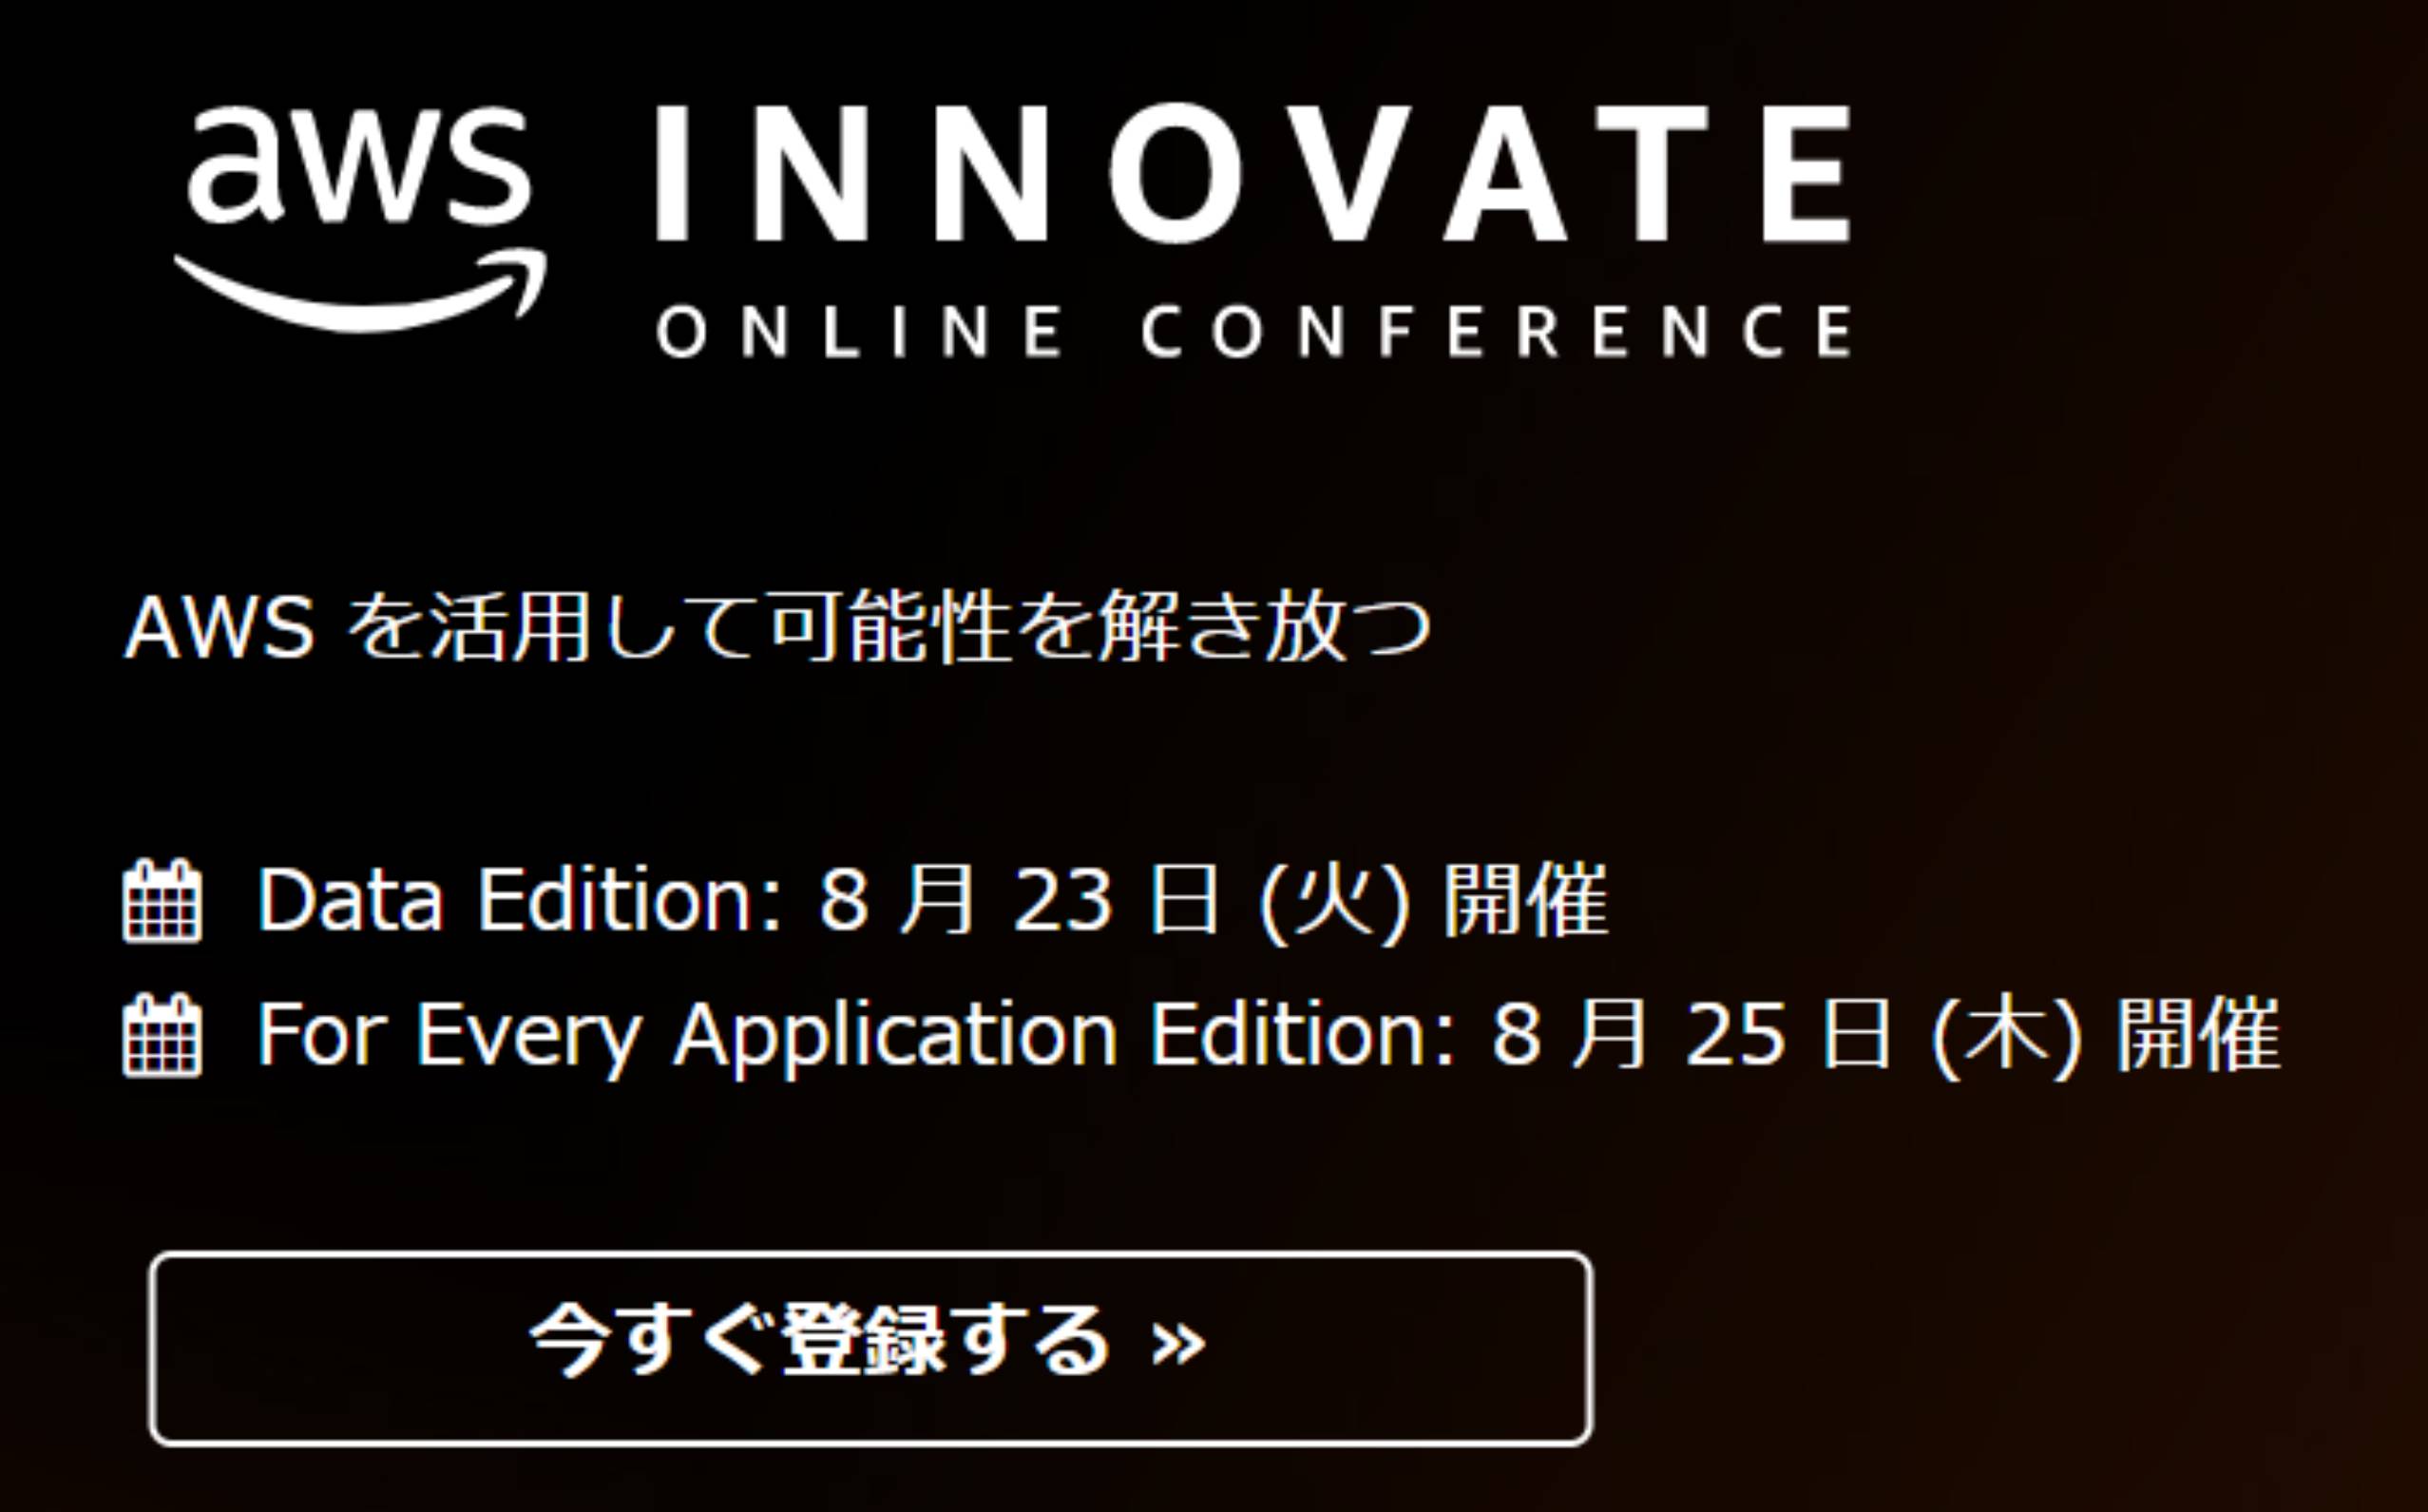 aws INNOVATE
ONLINE CONFERENCE
AWS を活用して可能性を解き放つ
Data Edition: 8 月 23 日 (火) 開催
For Every Application Edition: 8 月 25 日 (木) 開催
今すぐ登録する »